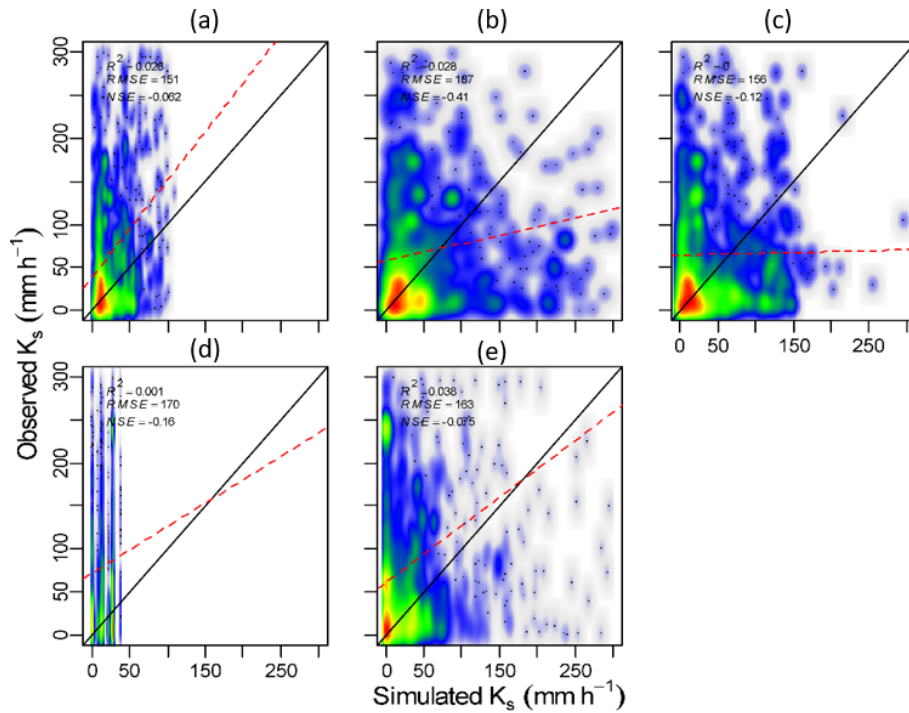 (a)
(b)
(c)
300
200
100
50
0
R² = 0.026
RMSE = 151
NSE = -0.062
R² = 0.028
RMSE = 187
NSE = -0.41
R² = 0
RMSE = 156
NSE = -0.12
0 50 150 250
(d)
(e)
300
200
100
50
0
R² = 0.001
RMSE = 170
NSE = -0.16
R² = 0.038
RMSE = 163
NSE = -0.075
0 50 150 250
0 50 150 250
Observed Kₛ (mm h⁻¹)
Simulated Kₛ (mm h⁻¹)